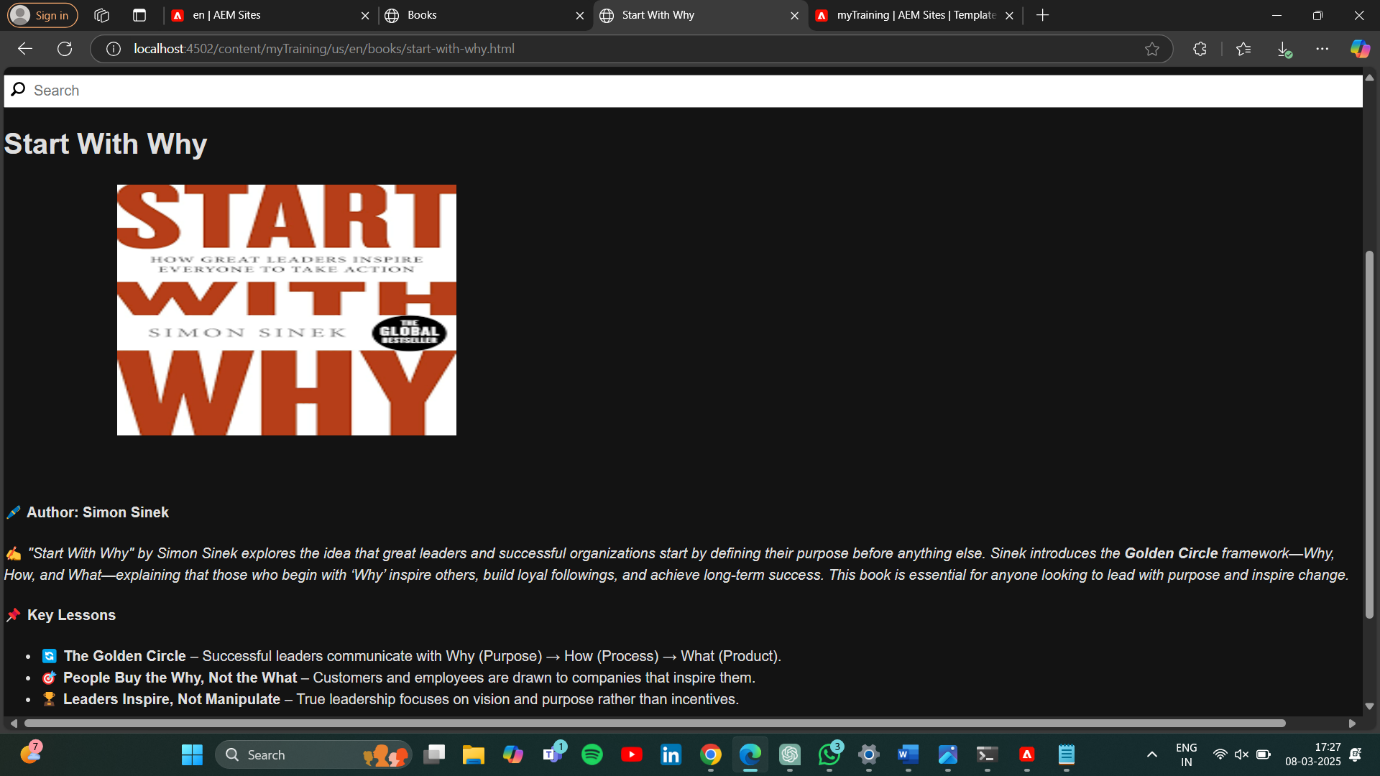 Sign in
en | AEM Sites
Books
Start With Why
myTraining | AEM Sites | Template
localhost:4502/content/myTraining/us/en/books/start-with-why.html
Search
Start With Why
START
HOW GREAT LEADERS INSPIRE
EVERYONE TO TAKE ACTION
WITH
SIMON SINEK
THE
GLOBAL
BESTSELLER
WHY
Author: Simon Sinek
"Start With Why" by Simon Sinek explores the idea that great leaders and successful organizations start by defining their purpose before anything else. Sinek introduces the Golden Circle framework—Why,
How, and What—explaining that those who begin with ‘Why’ inspire others, build loyal followings, and achieve long-term success. This book is essential for anyone looking to lead with purpose and inspire change.
Key Lessons
• The Golden Circle – Successful leaders communicate with Why (Purpose) → How (Process) → What (Product).
• People Buy the Why, Not the What – Customers and employees are drawn to companies that inspire them.
• Leaders Inspire, Not Manipulate – True leadership focuses on vision and purpose rather than incentives.
7
Search
1
3
ENG
IN
17:27
08-03-2025